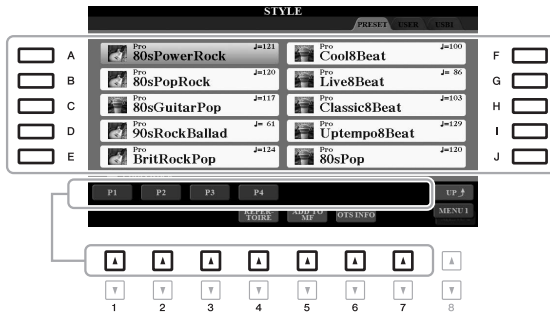 STYLE
PRESET USER USB1
A Pro 80sPowerRock ♩=121 Pro Cool8Beat ♩=100 F
B Pro 80sPopRock ♩=120 Pro Live8Beat ♩= 86 G
C Pro 80sGuitarPop ♩=117 Pro Classic8Beat ♩=103 H
D Pro 90sRockBallad ♩= 61 Pro Uptempo8Beat ♩=129 I
E Pro BritRockPop ♩=124 Pro 80sPop ♩=120 J
P1 P2 P3 P4 UP
REPER-
TOIRE ADD TO
MF OTS INFO MENU 1
1 2 3 4 5 6 7 8